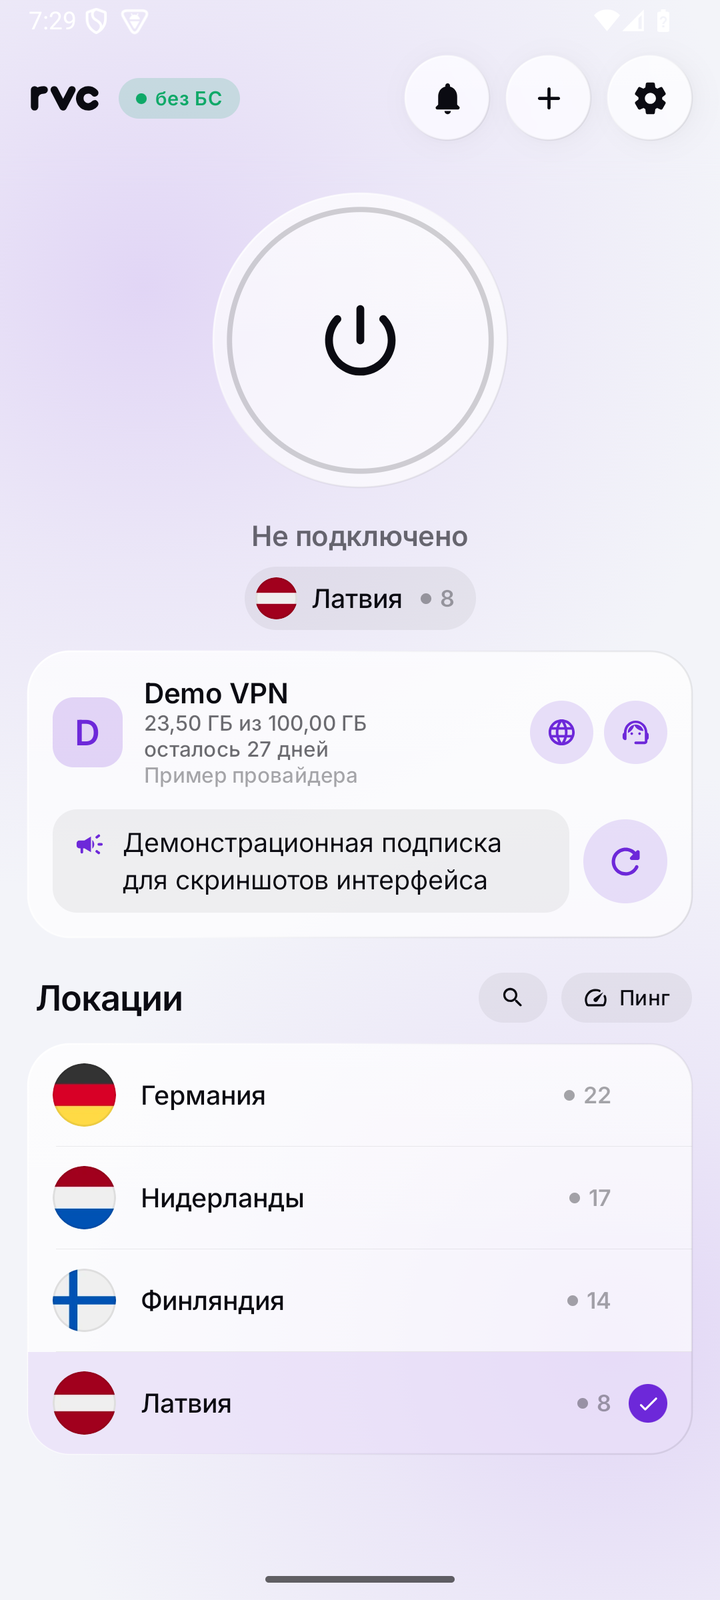 7:29
rvc
без БС
Не подключено
Латвия 8
Demo VPN
23,50 ГБ из 100,00 ГБ
осталось 27 дней
Пример провайдера
D
Демонстрационная подписка
для скриншотов интерфейса
Локации
Пинг
Германия 22
Нидерланды 17
Финляндия 14
Латвия 8